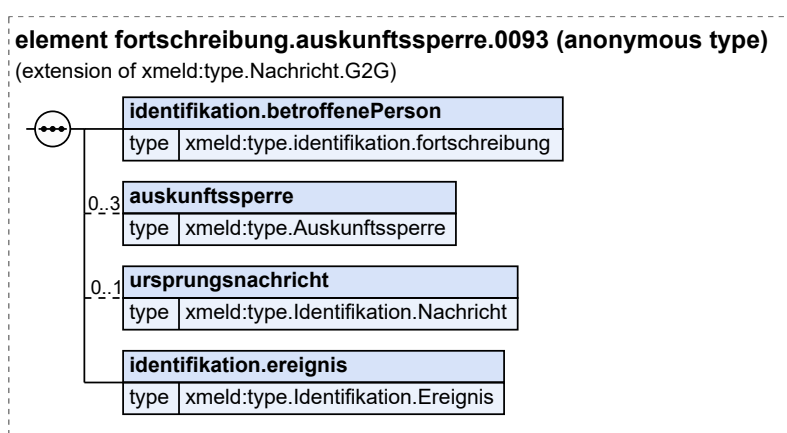 element fortschreibung.auskunftssperre.0093 (anonymous type)
(extension of xmeld:type.Nachricht.G2G)
identifikation.betroffenePerson
type xmeld:type.identifikation.fortschreibung
0..3 auskunftssperre
type xmeld:type.Auskunftssperre
0..1 ursprungsnachricht
type xmeld:type.Identifikation.Nachricht
identifikation.ereignis
type xmeld:type.Identifikation.Ereignis